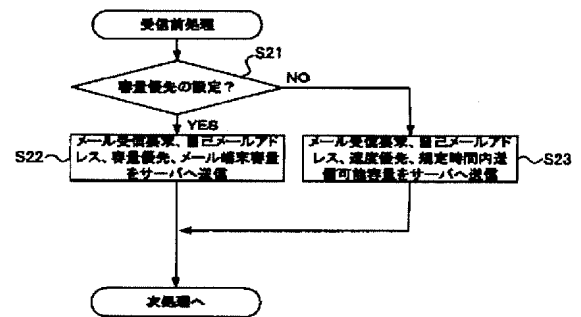 受信前処理
S21
容量優先の設定？
NO
YES
S22
メール受信要求、自己メールアド
レス、容量優先、メール端末容量
をサーバへ送信
メール受信要求、自己メールアド
レス、速度優先、規定時間内送
信可能容量をサーバへ送信
S23
次処理へ